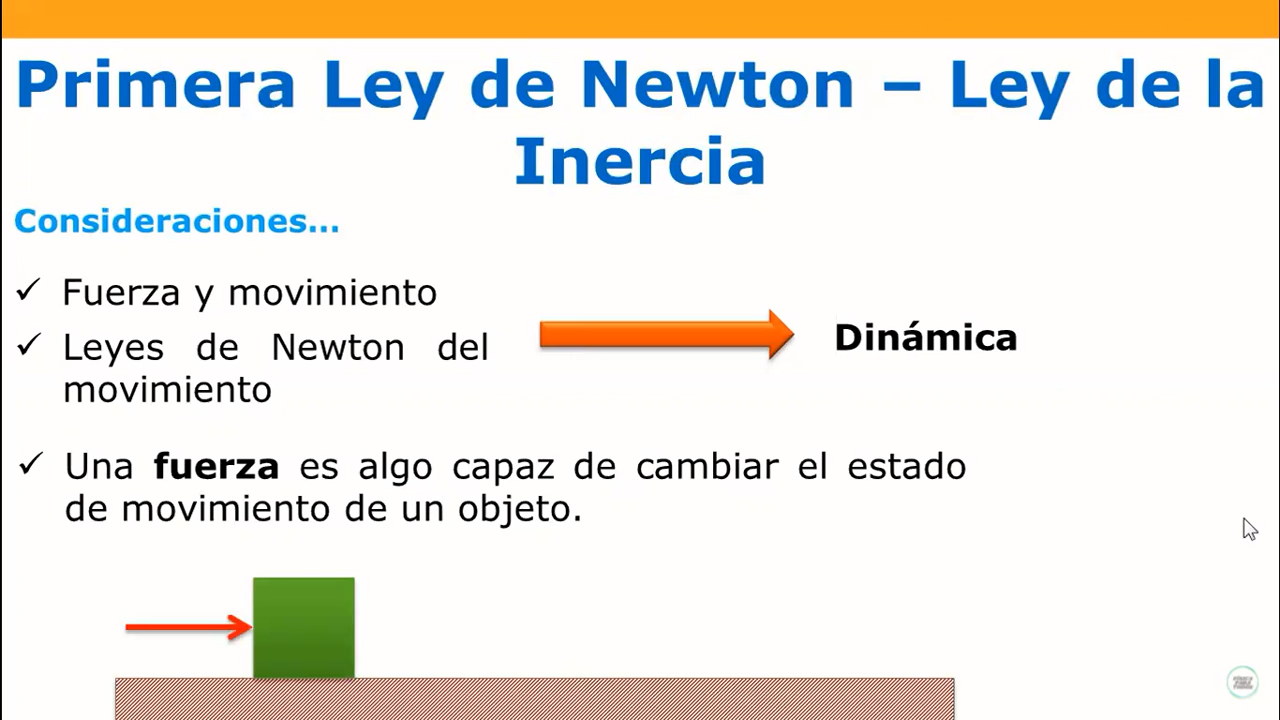 Primera Ley de Newton – Ley de la
Inercia
Consideraciones...
✓ Fuerza y movimiento
✓ Leyes de Newton del
movimiento
Dinámica
✓ Una fuerza es algo capaz de cambiar el estado
de movimiento de un objeto.